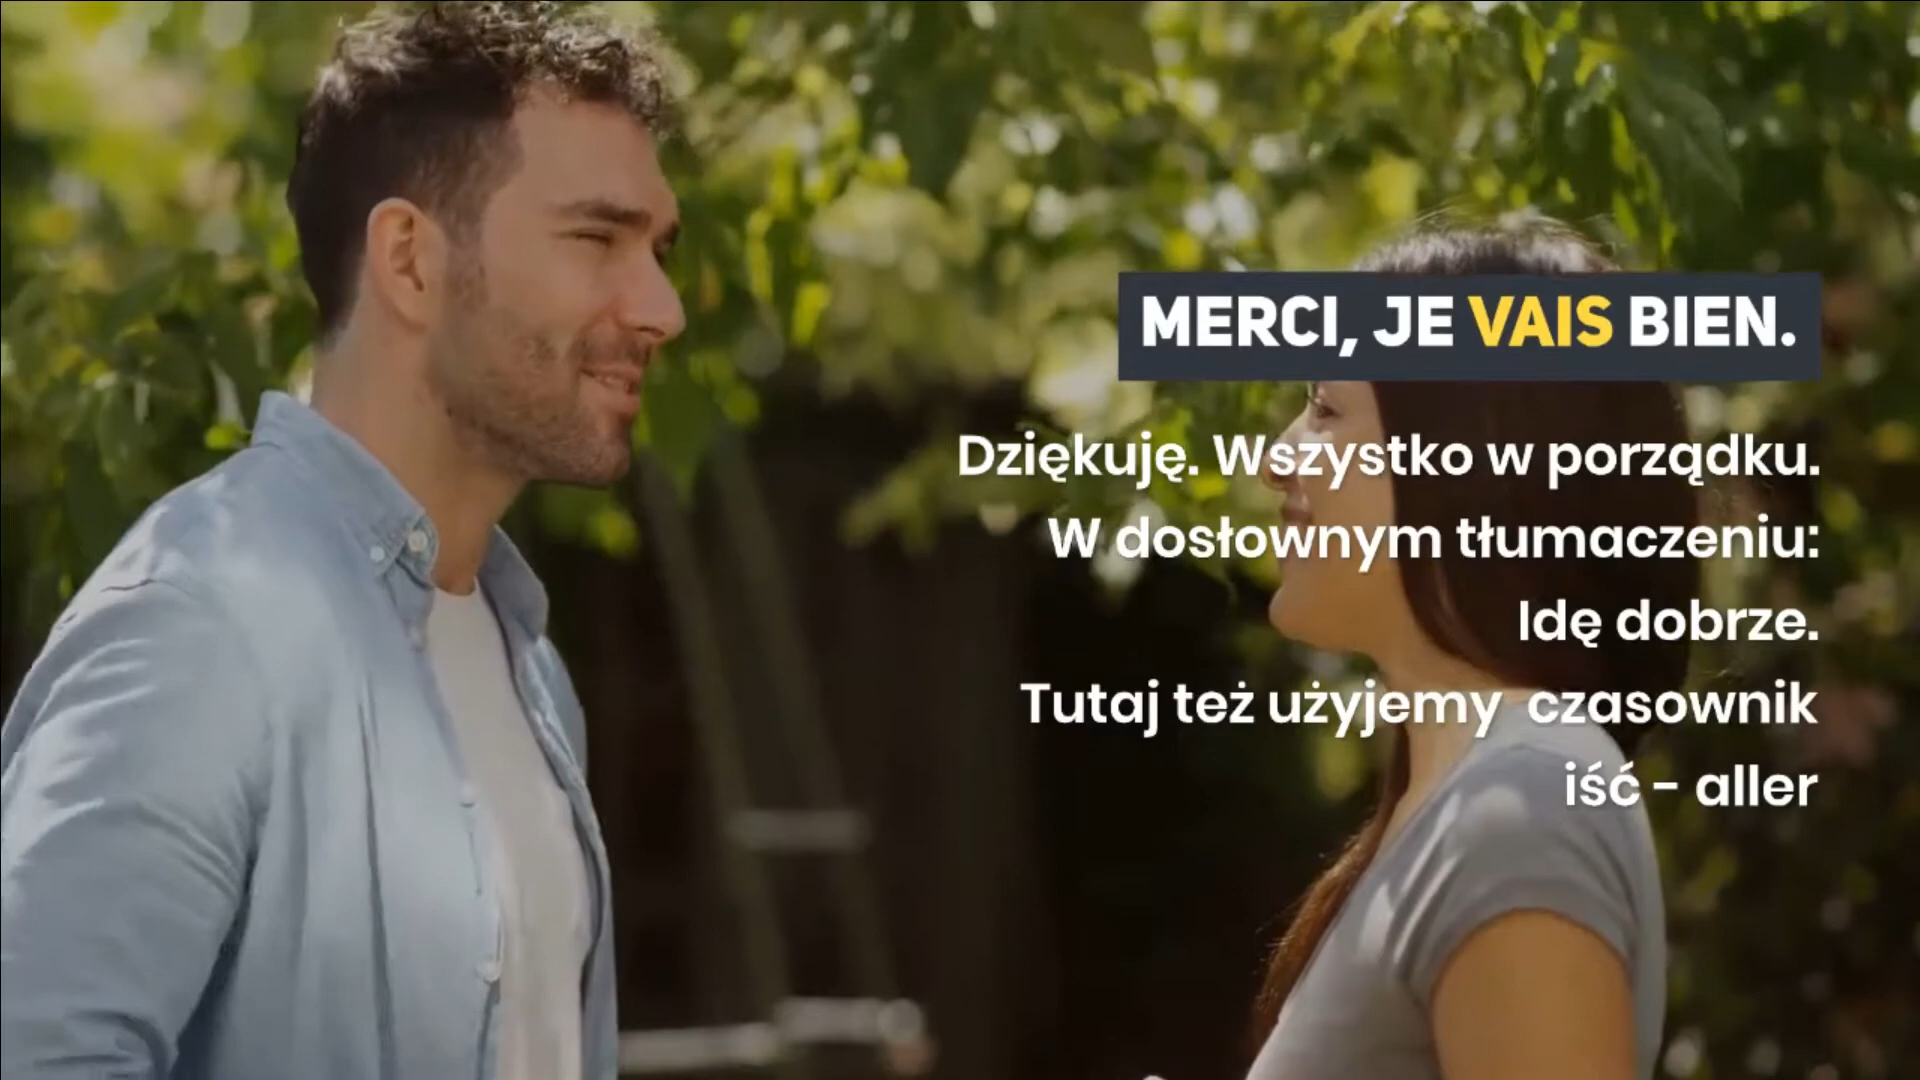 MERCI, JE VAIS BIEN.
Dziękuję. Wszystko w porządku.
W dosłownym tłumaczeniu:
Idę dobrze.
Tutaj też użyjemy czasownik
iść - aller